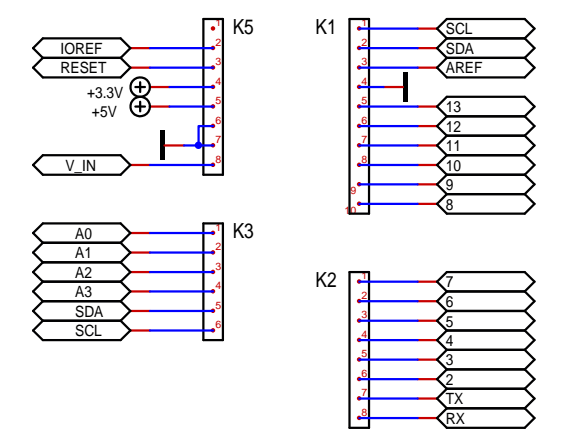 K5
1
IOREF 2
RESET 3
+3.3V 4
+5V 5
6
7
V_IN 8
K1
1 SCL
2 SDA
3 AREF
4
5 13
6 12
7 11
8 10
9 9
10 8
K3
A0 1
A1 2
A2 3
A3 4
SDA 5
SCL 6
K2
1 7
2 6
3 5
4 4
5 3
6 2
7 TX
8 RX